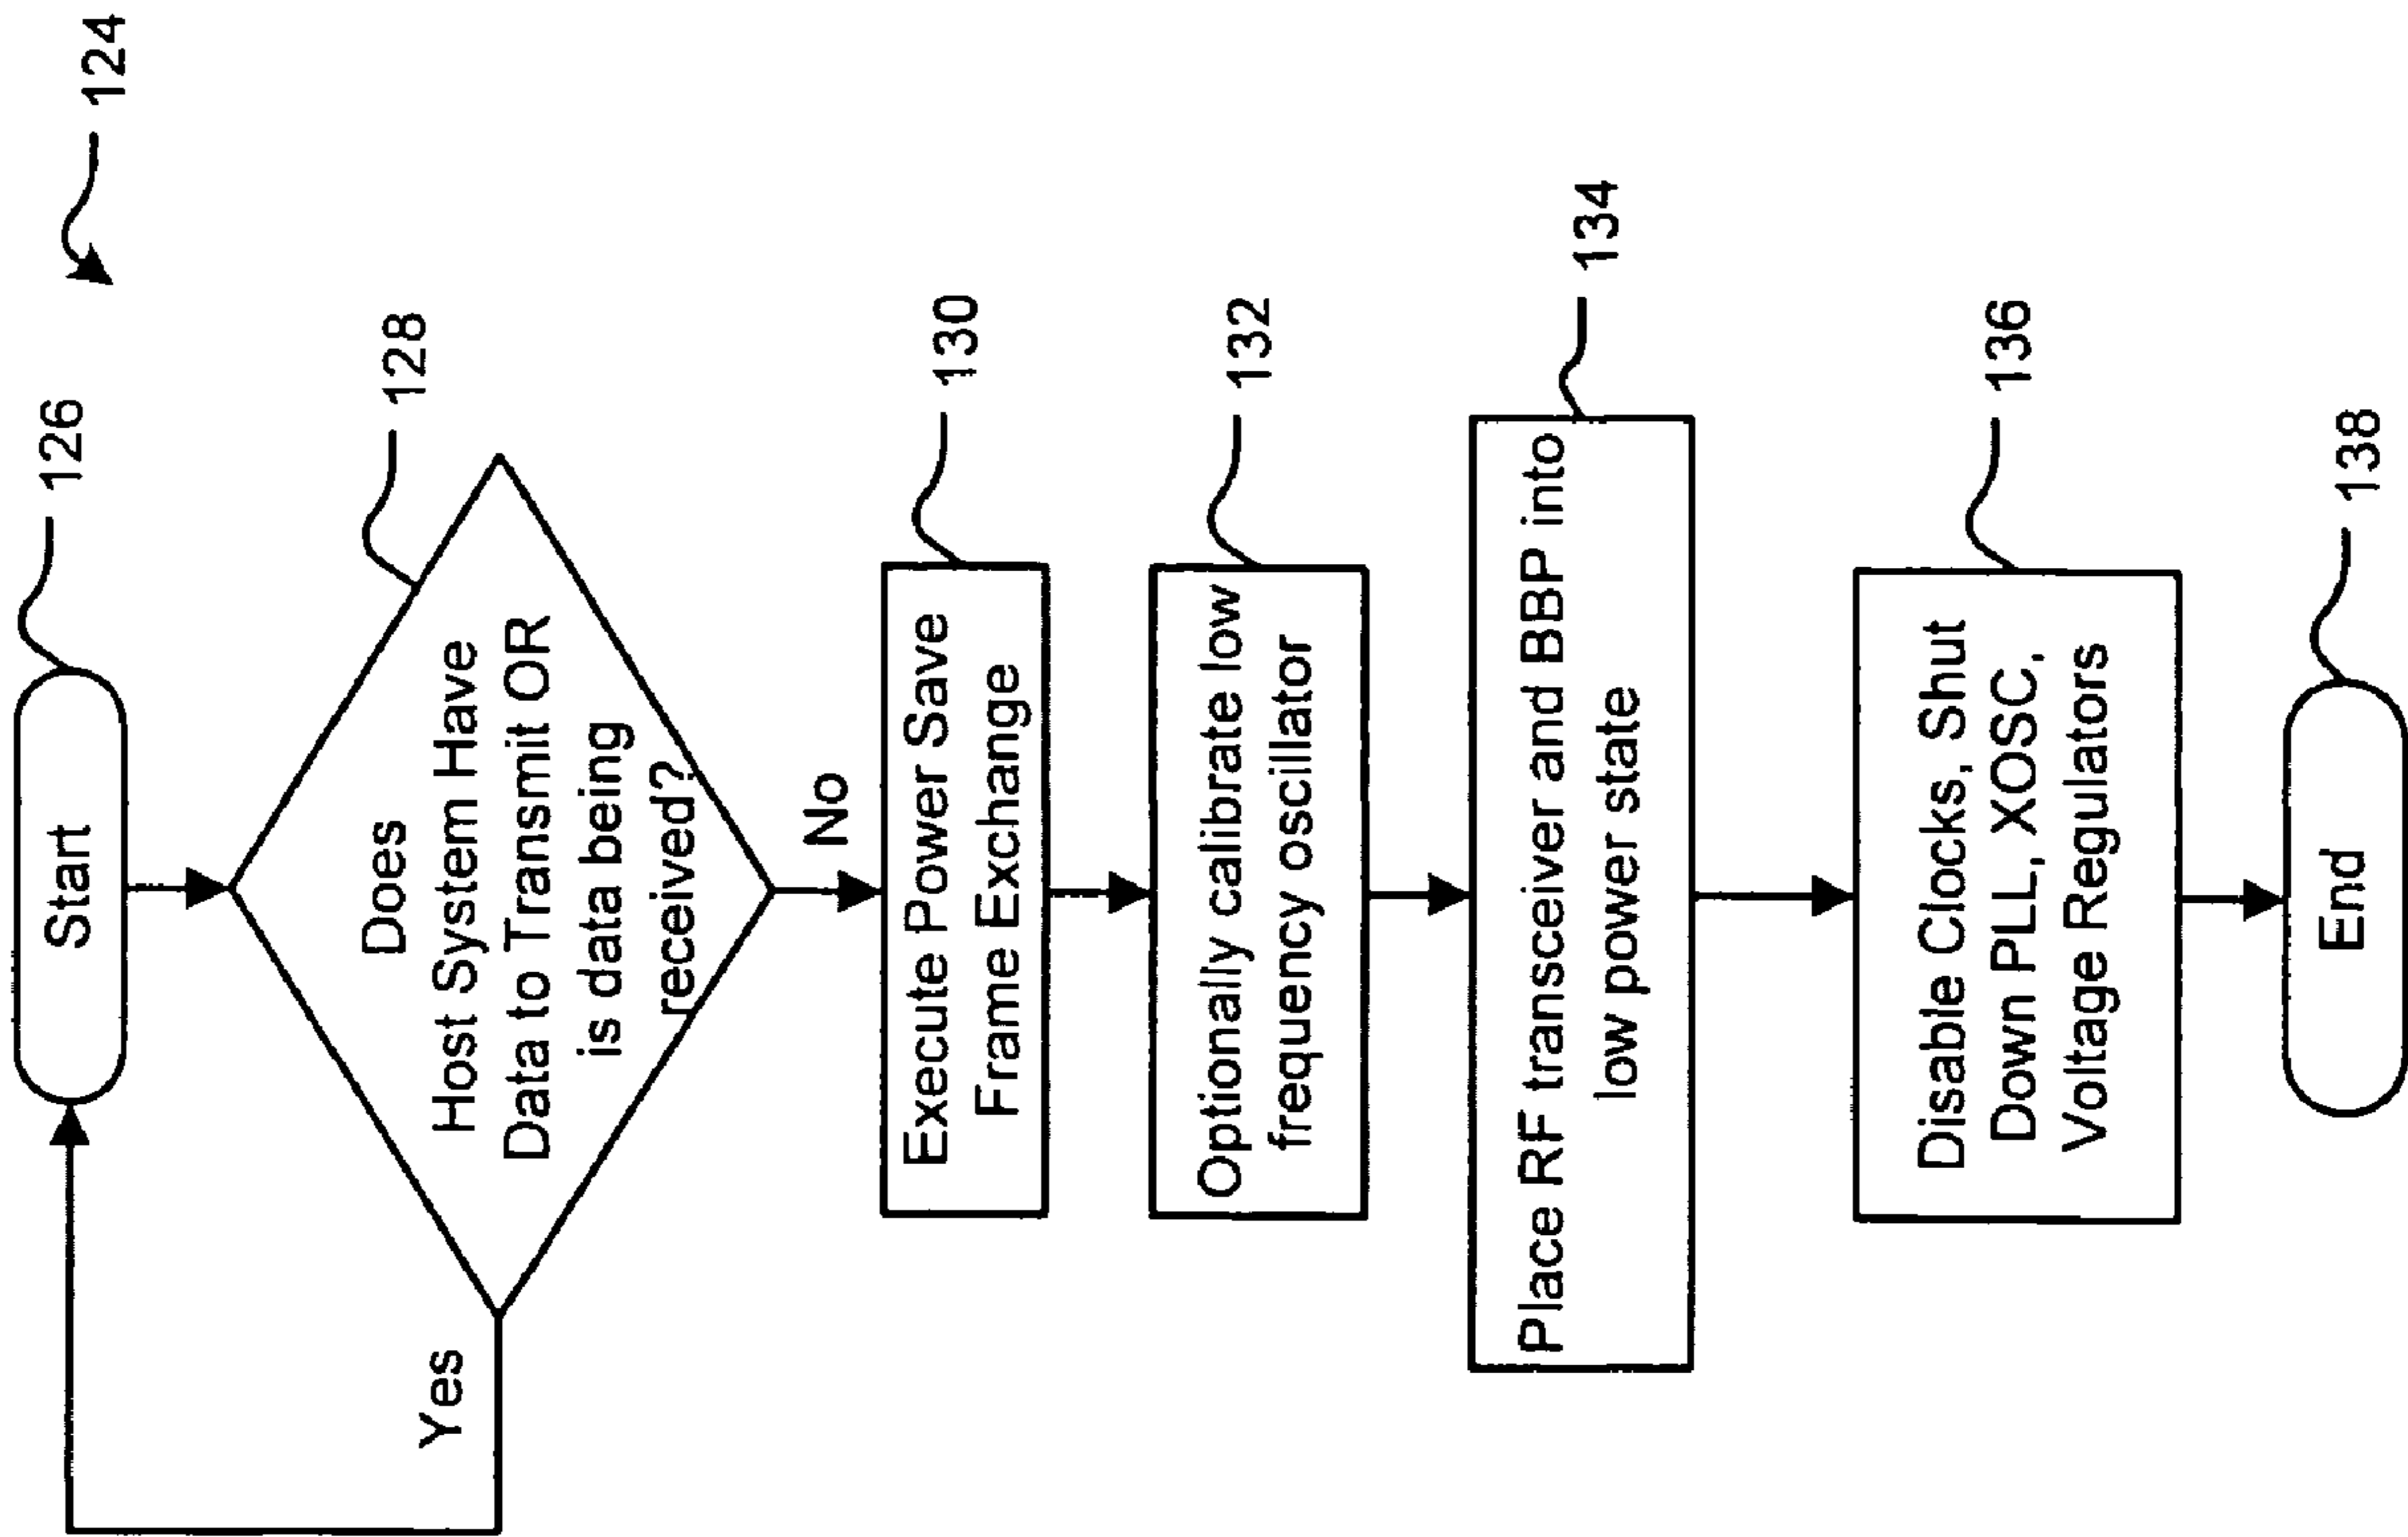 124
Start
126
Does
Host System Have
Data to Transmit OR
is data being
received?
128
Yes
No
Execute Power Save
Frame Exchange
130
Optionally calibrate low
frequency oscillator
132
Place RF transceiver and BBP into
low power state
134
Disable Clocks, Shut
Down PLL, XOSC,
Voltage Regulators
136
End
138